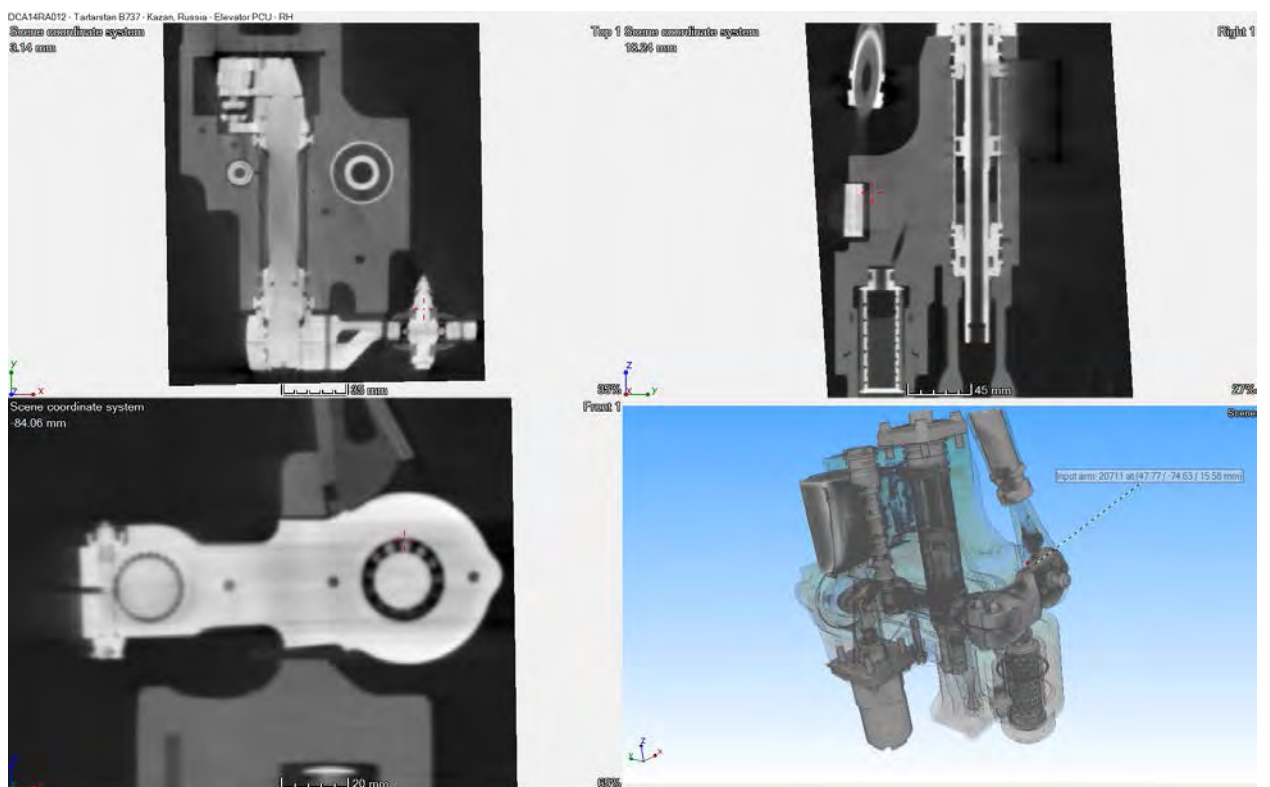 DCA14RA012 - Tartarstan B737 - Kazan, Russia - Elevator PCU - RH
Scene coordinate system
3.14 mm
Top 1
y
z
x
35 mm
35%
Scene coordinate system
18.24 mm
Right 1
z
x
y
45 mm
27%
Scene coordinate system
-84.06 mm
Front 1
20 mm
Scene
Input arm: 20711 at (47.77 / -74.63 / 15.58 mm)
z
x